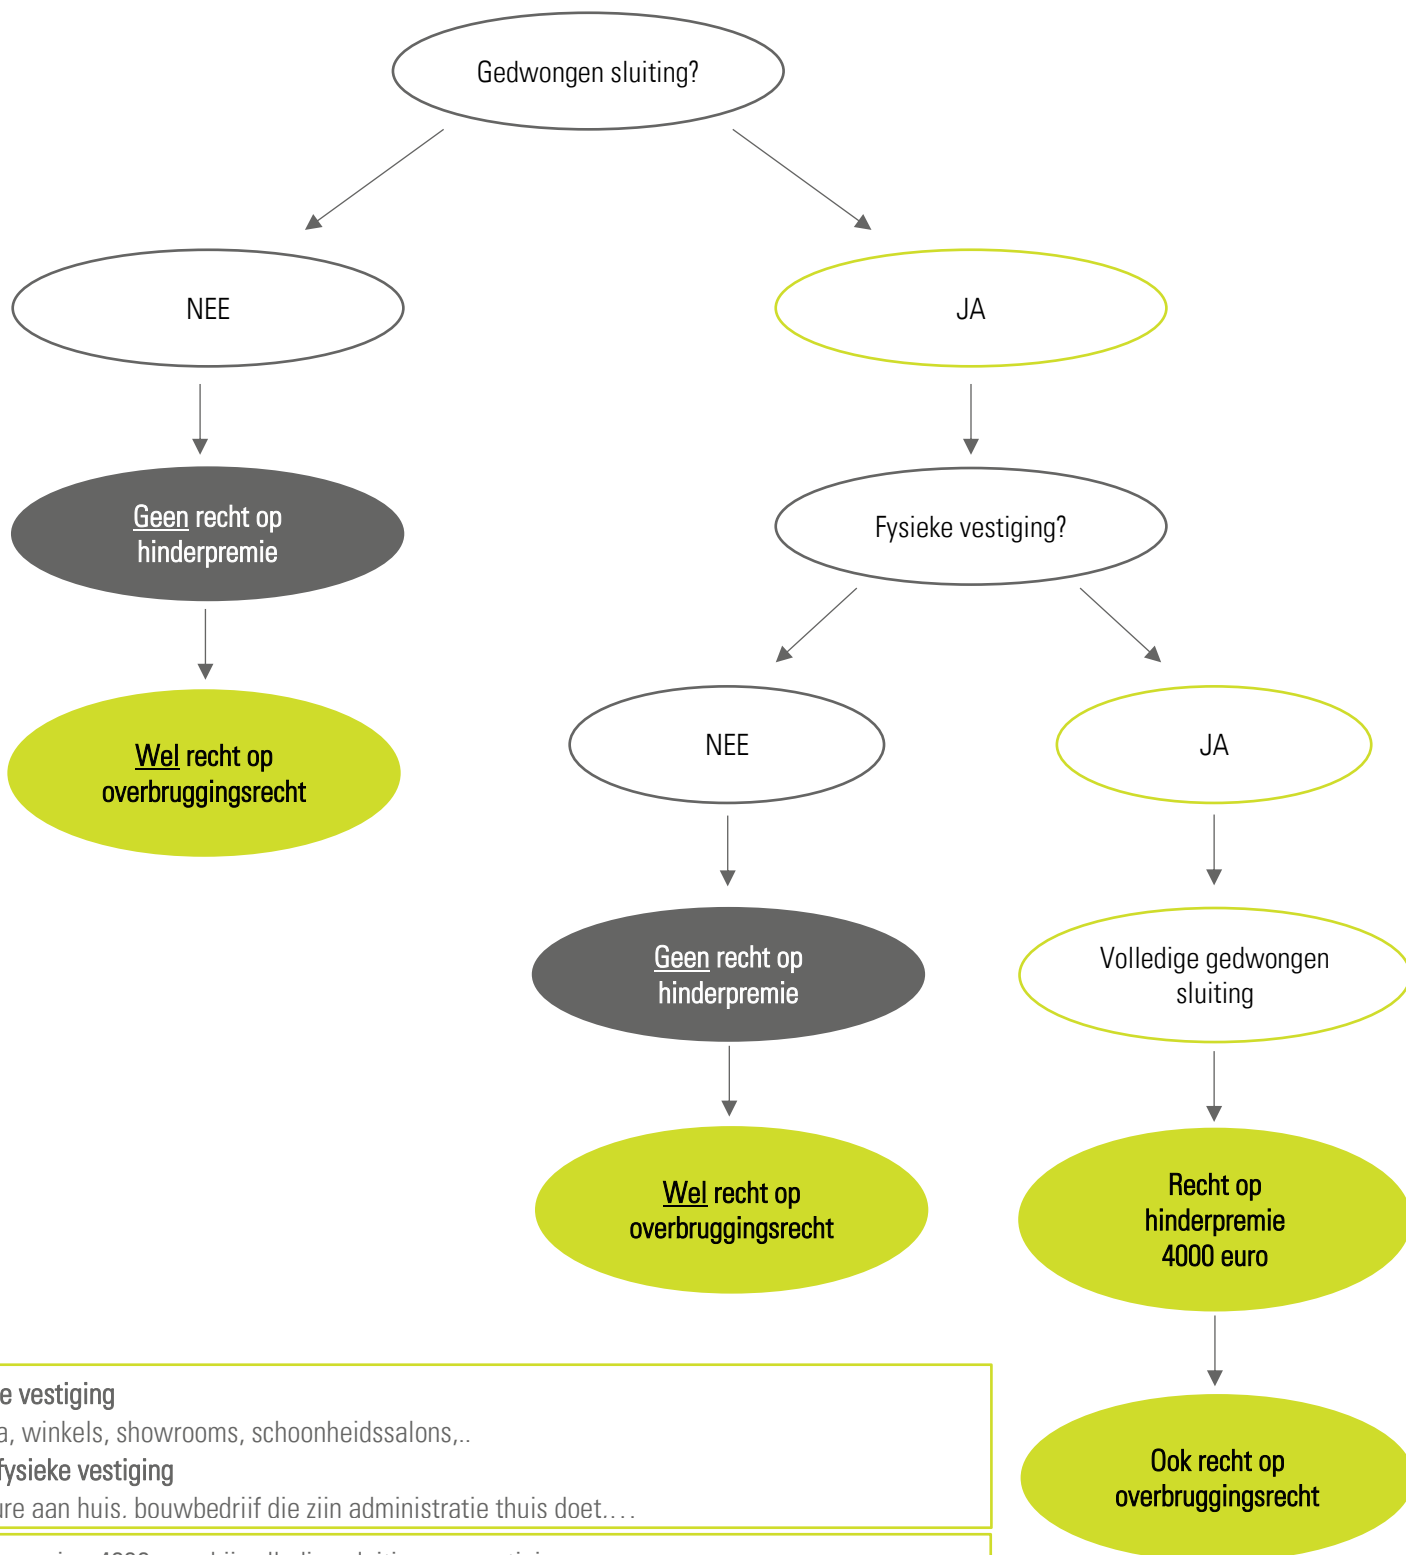 Gedwongen sluiting?
NEE
JA
Geen recht op
hinderpremie
Fysieke vestiging?
Wel recht op
overbruggingsrecht
NEE
JA
Geen recht op
hinderpremie
Volledige gedwongen
sluiting
Wel recht op
overbruggingsrecht
Recht op
hinderpremie
4000 euro
Ook recht op
overbruggingsrecht
e vestiging
a, winkels, showrooms, schoonheidssalons,..
fysieke vestiging
ure aan huis. bouwbedrijf die zijn administratie thuis doet.…